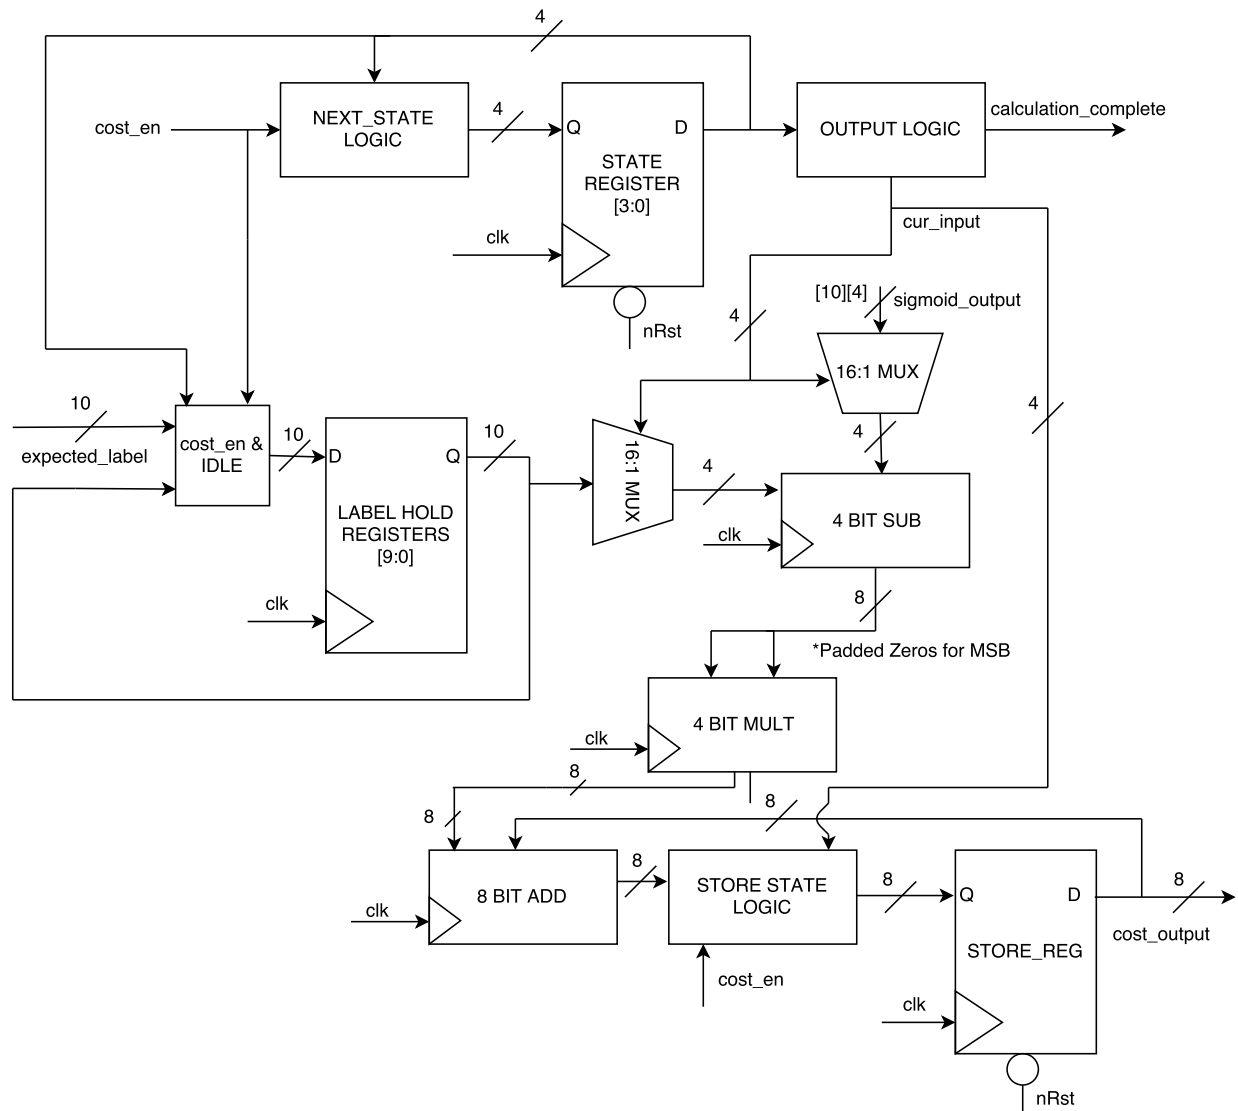 4
cost_en
NEXT_STATE
LOGIC
4
Q
D
STATE
REGISTER
[3:0]
clk
nRst
OUTPUT LOGIC
calculation_complete
cur_input
4
[10][4]
sigmoid_output
16:1 MUX
4
4
10
expected_label
cost_en &
IDLE
10
D
Q
LABEL HOLD
REGISTERS
[9:0]
clk
10
16:1 MUX
4
clk
4 BIT SUB
8
*Padded Zeros for MSB
4 BIT MULT
clk
8
8
8
8 BIT ADD
clk
8
STORE STATE
LOGIC
cost_en
8
Q
D
STORE_REG
clk
nRst
8
cost_output